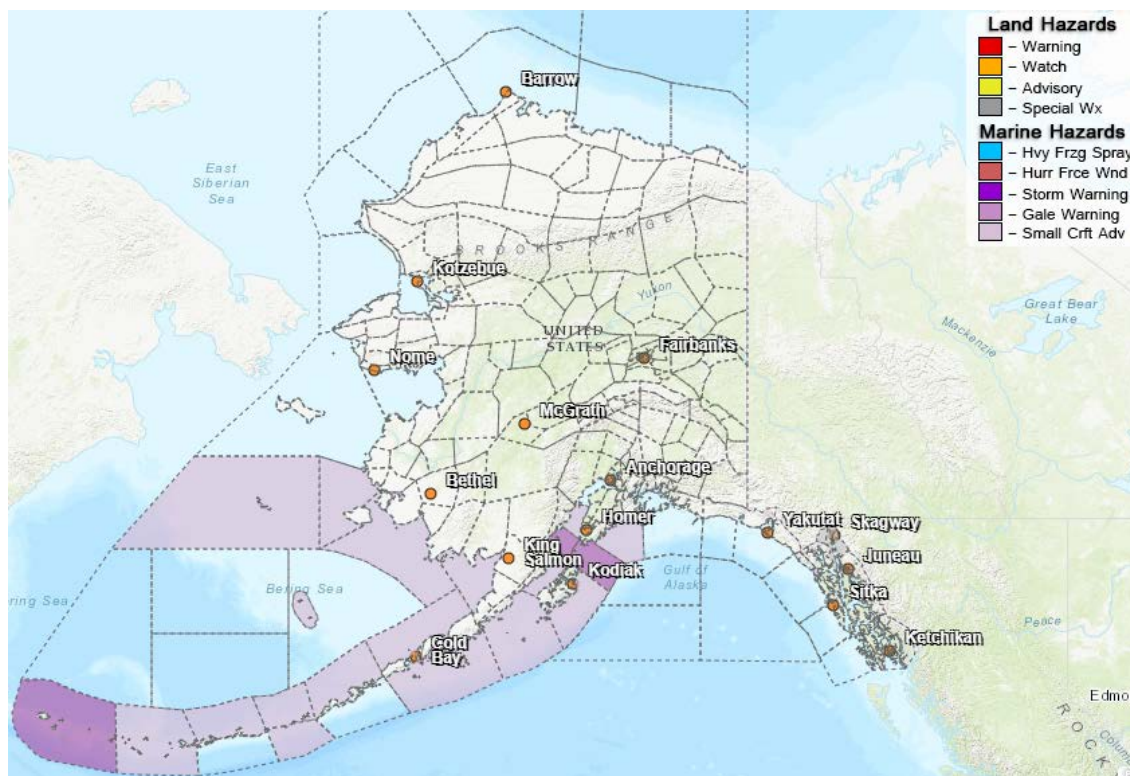 Land Hazards
– Warning
– Watch
– Advisory
– Special Wx
Marine Hazards
– Hvy Frzg Spray
– Hurr Frce Wnd
– Storm Warning
– Gale Warning
– Small Crft Adv
Barrow
East
Siberian
Sea
BROOKS RANGE
Kotzebue
Yukon
Great Bear
Lake
Mackenzie
UNITED
STATES
Fairbanks
Nome
McGrath
Anchorage
Bethel
Homer
Yakutat
Skagway
King
Salmon
Juneau
Kodiak
Gulf of
Alaska
Bering Sea
ering Sea
Sitka
Peace
Cold
Bay
Ketchikan
Edmo
ROCK
Colum